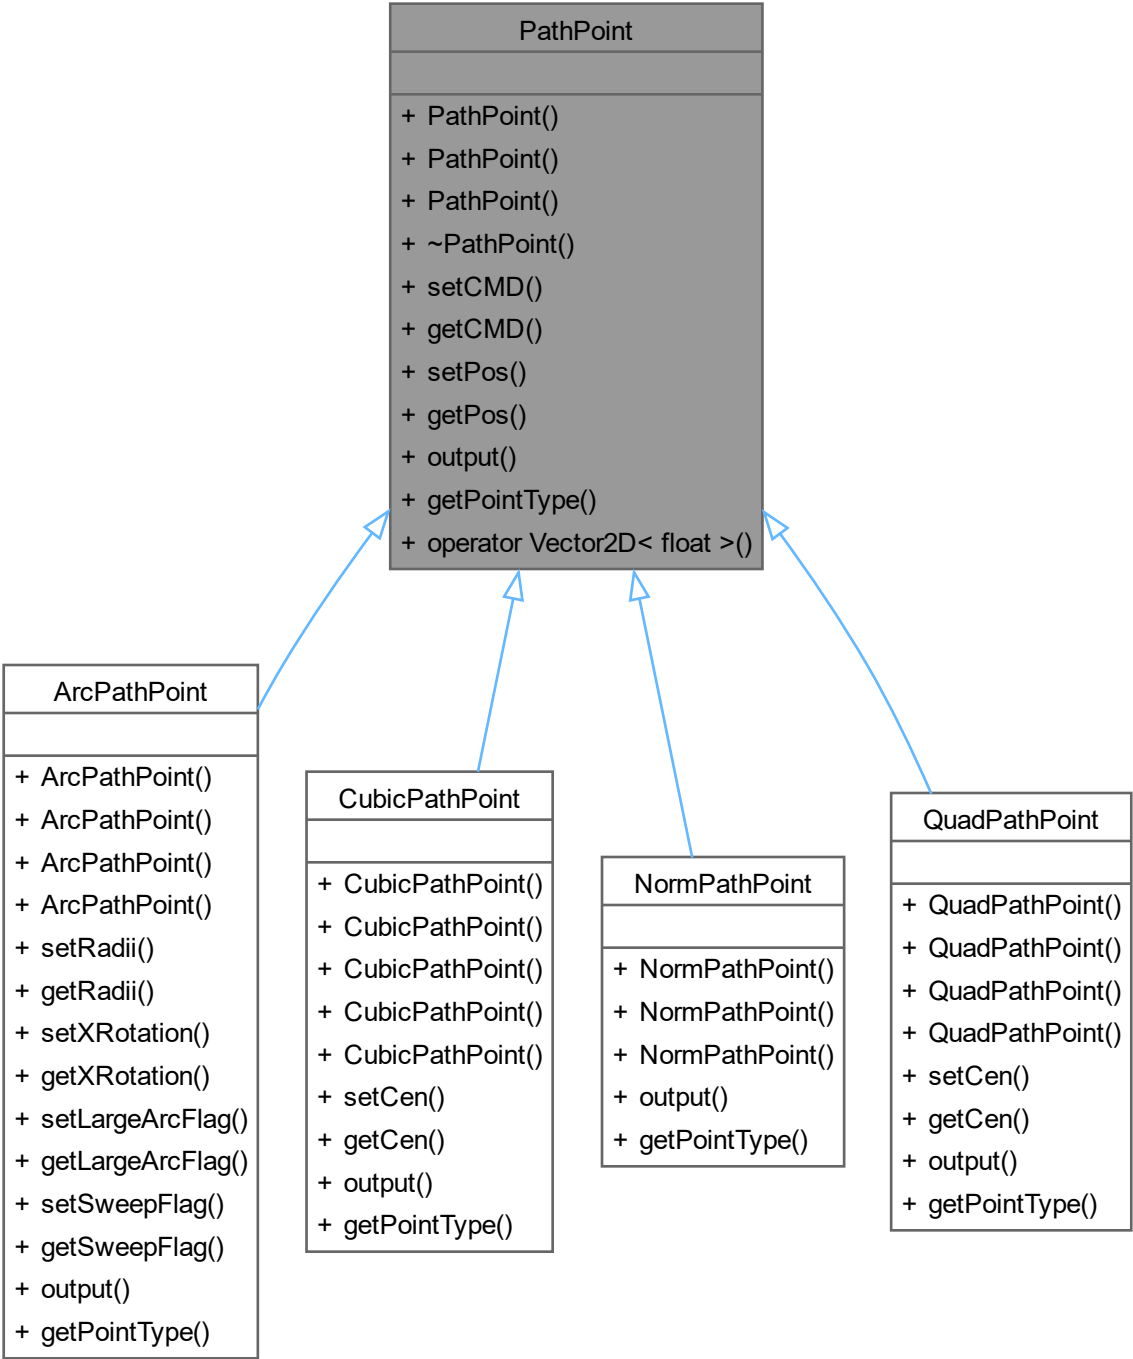 PathPoint
+ PathPoint()
+ PathPoint()
+ PathPoint()
+ ~PathPoint()
+ setCMD()
+ getCMD()
+ setPos()
+ getPos()
+ output()
+ getPointType()
+ operator Vector2D< float >()
ArcPathPoint
+ ArcPathPoint()
+ ArcPathPoint()
+ ArcPathPoint()
+ ArcPathPoint()
+ setRadii()
+ getRadii()
+ setXRotation()
+ getXRotation()
+ setLargeArcFlag()
+ getLargeArcFlag()
+ setSweepFlag()
+ getSweepFlag()
+ output()
+ getPointType()
CubicPathPoint
+ CubicPathPoint()
+ CubicPathPoint()
+ CubicPathPoint()
+ CubicPathPoint()
+ CubicPathPoint()
+ setCen()
+ getCen()
+ output()
+ getPointType()
NormPathPoint
+ NormPathPoint()
+ NormPathPoint()
+ NormPathPoint()
+ output()
+ getPointType()
QuadPathPoint
+ QuadPathPoint()
+ QuadPathPoint()
+ QuadPathPoint()
+ QuadPathPoint()
+ setCen()
+ getCen()
+ output()
+ getPointType()